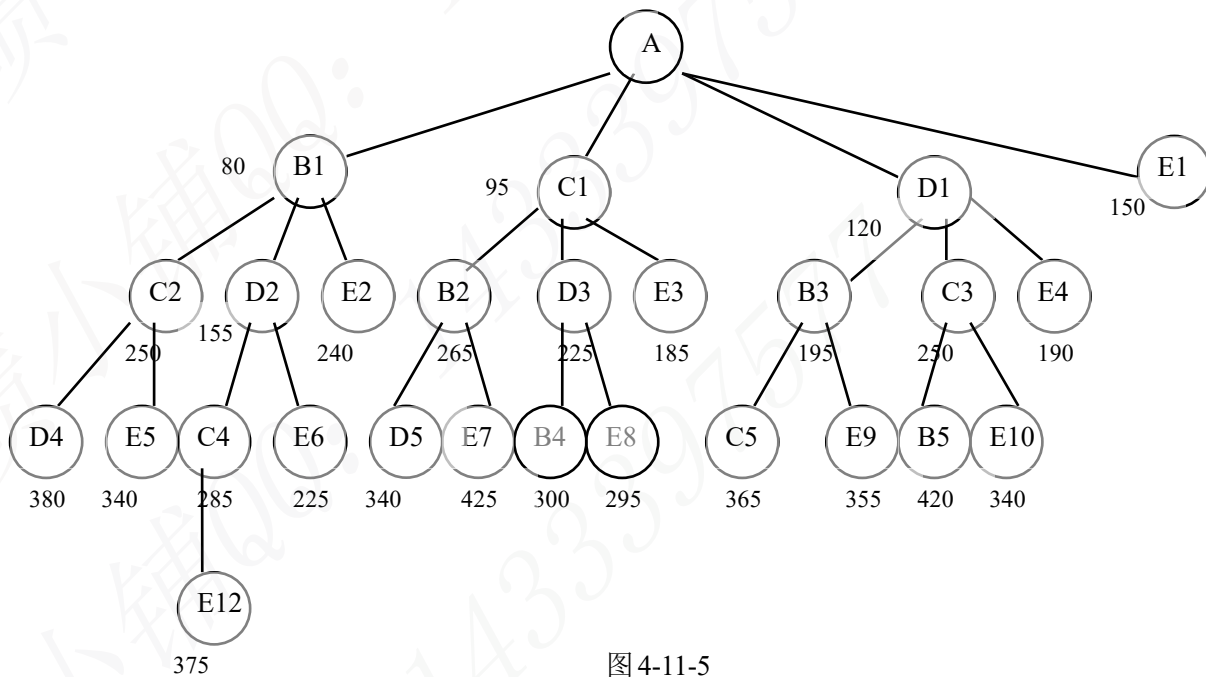 A
80 B1
95 C1
D1
E1
120
150
C2 D2 E2 B2 D3 E3 B3 C3 E4
155
250 240 265 225 185 195 250 190
D4 E5 C4 E6 D5 E7 B4 E8 C5 E9 B5 E10
380 340 285 225 340 425 300 295 365 355 420 340
E12
375
图4-11-5